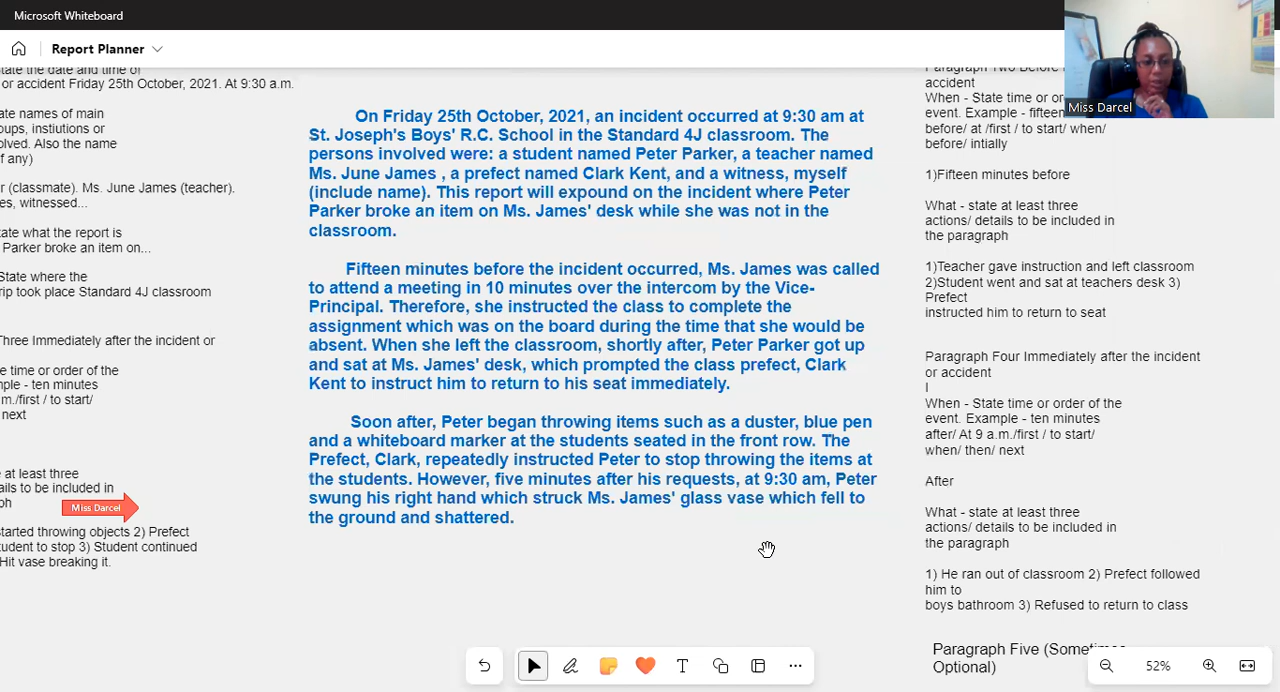 Microsoft Whiteboard
Report Planner
Miss Darcel
tate the date and time of
or accident Friday 25th October, 2021. At 9:30 a.m.
ate names of main
oups, instiutions or
olved. Also the name
f any)
r (classmate). Ms. June James (teacher).
es, witnessed...
tate what the report is
Parker broke an item on...
State where the
rip took place Standard 4J classroom
Three Immediately after the incident or
e time or order of the
mple - ten minutes
m./first / to start/
next
e at least three
ails to be included in
ph
Miss Darcel
started throwing objects 2) Prefect
tudent to stop 3) Student continued
Hit vase breaking it.
On Friday 25th October, 2021, an incident occurred at 9:30 am at
St. Joseph's Boys' R.C. School in the Standard 4J classroom. The
persons involved were: a student named Peter Parker, a teacher named
Ms. June James , a prefect named Clark Kent, and a witness, myself
(include name). This report will expound on the incident where Peter
Parker broke an item on Ms. James' desk while she was not in the
classroom.
Fifteen minutes before the incident occurred, Ms. James was called
to attend a meeting in 10 minutes over the intercom by the Vice-
Principal. Therefore, she instructed the class to complete the
assignment which was on the board during the time that she would be
absent. When she left the classroom, shortly after, Peter Parker got up
and sat at Ms. James' desk, which prompted the class prefect, Clark
Kent to instruct him to return to his seat immediately.
Soon after, Peter began throwing items such as a duster, blue pen
and a whiteboard marker at the students seated in the front row. The
Prefect, Clark, repeatedly instructed Peter to stop throwing the items at
the students. However, five minutes after his requests, at 9:30 am, Peter
swung his right hand which struck Ms. James' glass vase which fell to
the ground and shattered.
Paragraph Two Before
accident
When - State time or or
event. Example - fifteen
before/ at /first / to start/ when/
before/ intially
1)Fifteen minutes before
What - state at least three
actions/ details to be included in
the paragraph
1)Teacher gave instruction and left classroom
2)Student went and sat at teachers desk 3)
Prefect
instructed him to return to seat
Paragraph Four Immediately after the incident
or accident
I
When - State time or order of the
event. Example - ten minutes
after/ At 9 a.m./first / to start/
when/ then/ next
After
What - state at least three
actions/ details to be included in
the paragraph
1) He ran out of classroom 2) Prefect followed
him to
boys bathroom 3) Refused to return to class
Paragraph Five (Sometimes
Optional)
52%